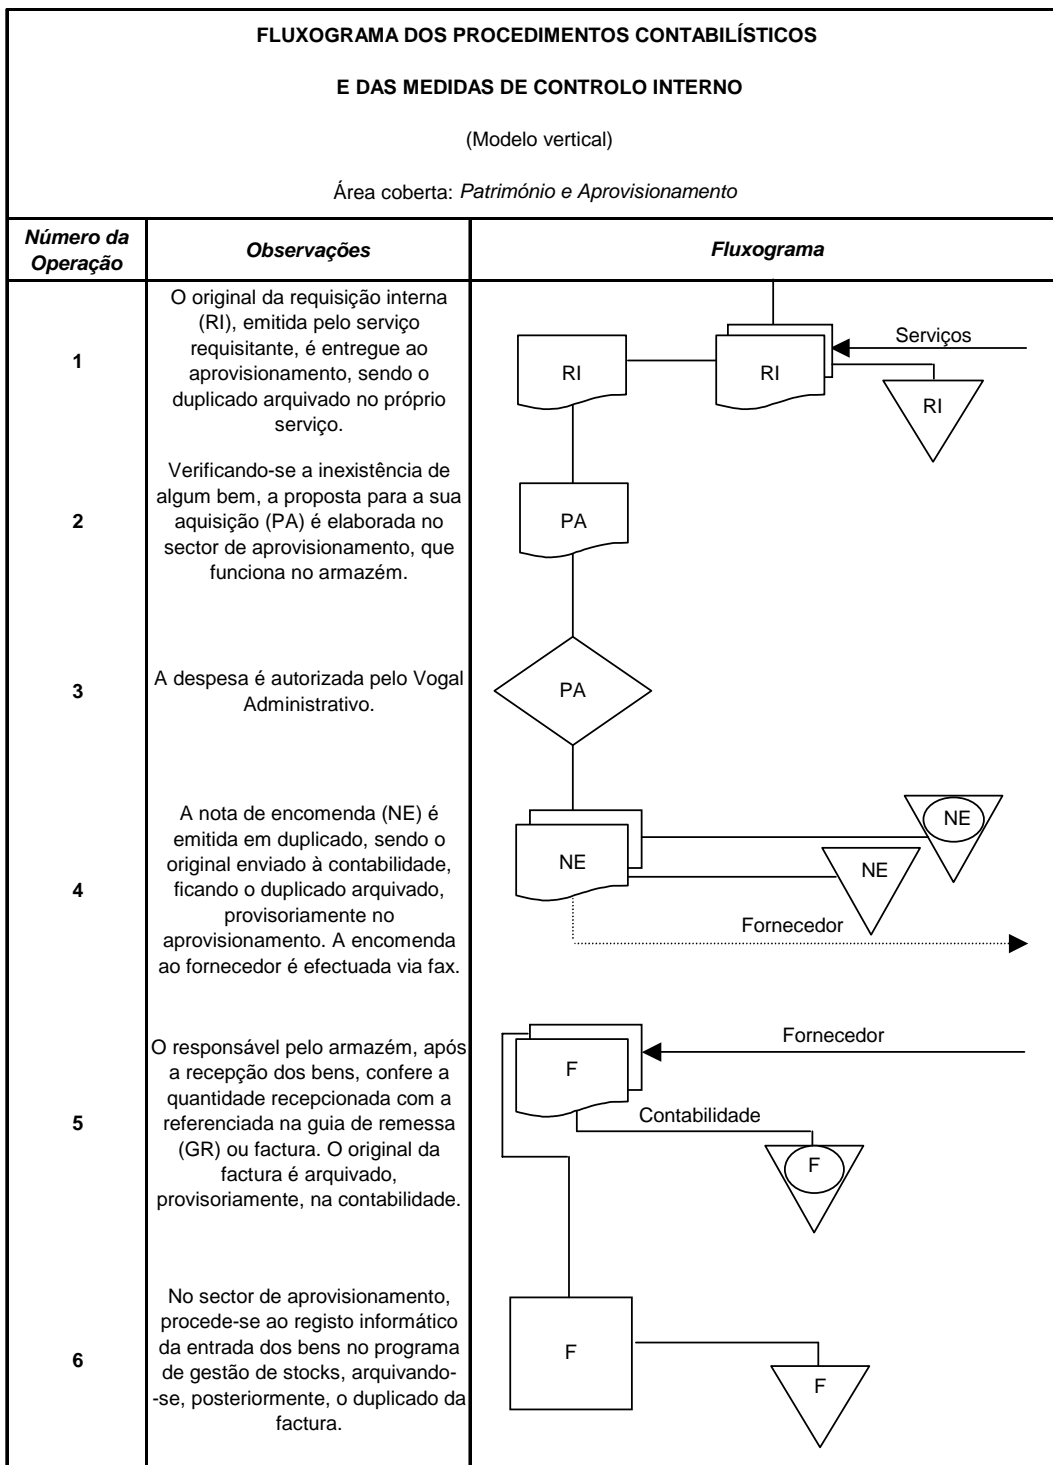 FLUXOGRAMA DOS PROCEDIMENTOS CONTABILÍSTICOS
E DAS MEDIDAS DE CONTROLO INTERNO
(Modelo vertical)
Área coberta: Património e Aprovisionamento
Número da
Operação
Observações
Fluxograma
1
O original da requisição interna
(RI), emitida pelo serviço
requisitante, é entregue ao
aprovisionamento, sendo o
duplicado arquivado no próprio
serviço.
RI
RI
Serviços
RI
2
Verificando-se a inexistência de
algum bem, a proposta para a sua
aquisição (PA) é elaborada no
sector de aprovisionamento, que
funciona no armazém.
PA
3
A despesa é autorizada pelo Vogal
Administrativo.
PA
4
A nota de encomenda (NE) é
emitida em duplicado, sendo o
original enviado à contabilidade,
ficando o duplicado arquivado,
provisoriamente no
aprovisionamento. A encomenda
ao fornecedor é efectuada via fax.
NE
NE
NE
Fornecedor
5
O responsável pelo armazém, após
a recepção dos bens, confere a
quantidade recepcionada com a
referenciada na guia de remessa
(GR) ou factura. O original da
factura é arquivado,
provisoriamente, na contabilidade.
F
Fornecedor
Contabilidade
F
6
No sector de aprovisionamento,
procede-se ao registo informático
da entrada dos bens no programa
de gestão de stocks, arquivando-
-se, posteriormente, o duplicado da
factura.
F
F